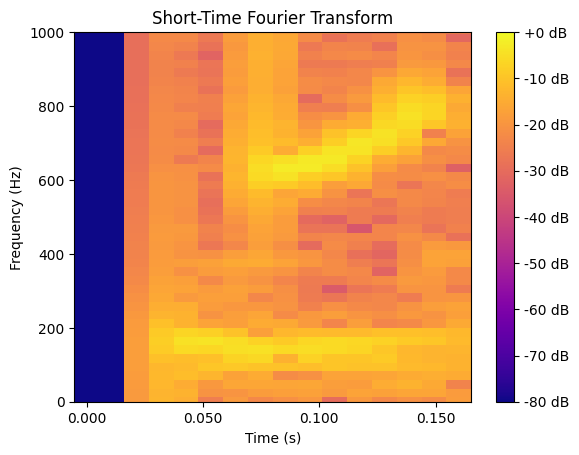 Short-Time Fourier Transform
1000
800
600
400
200
0
Frequency (Hz)
0.000
0.050
0.100
0.150
Time (s)
+0 dB
-10 dB
-20 dB
-30 dB
-40 dB
-50 dB
-60 dB
-70 dB
-80 dB